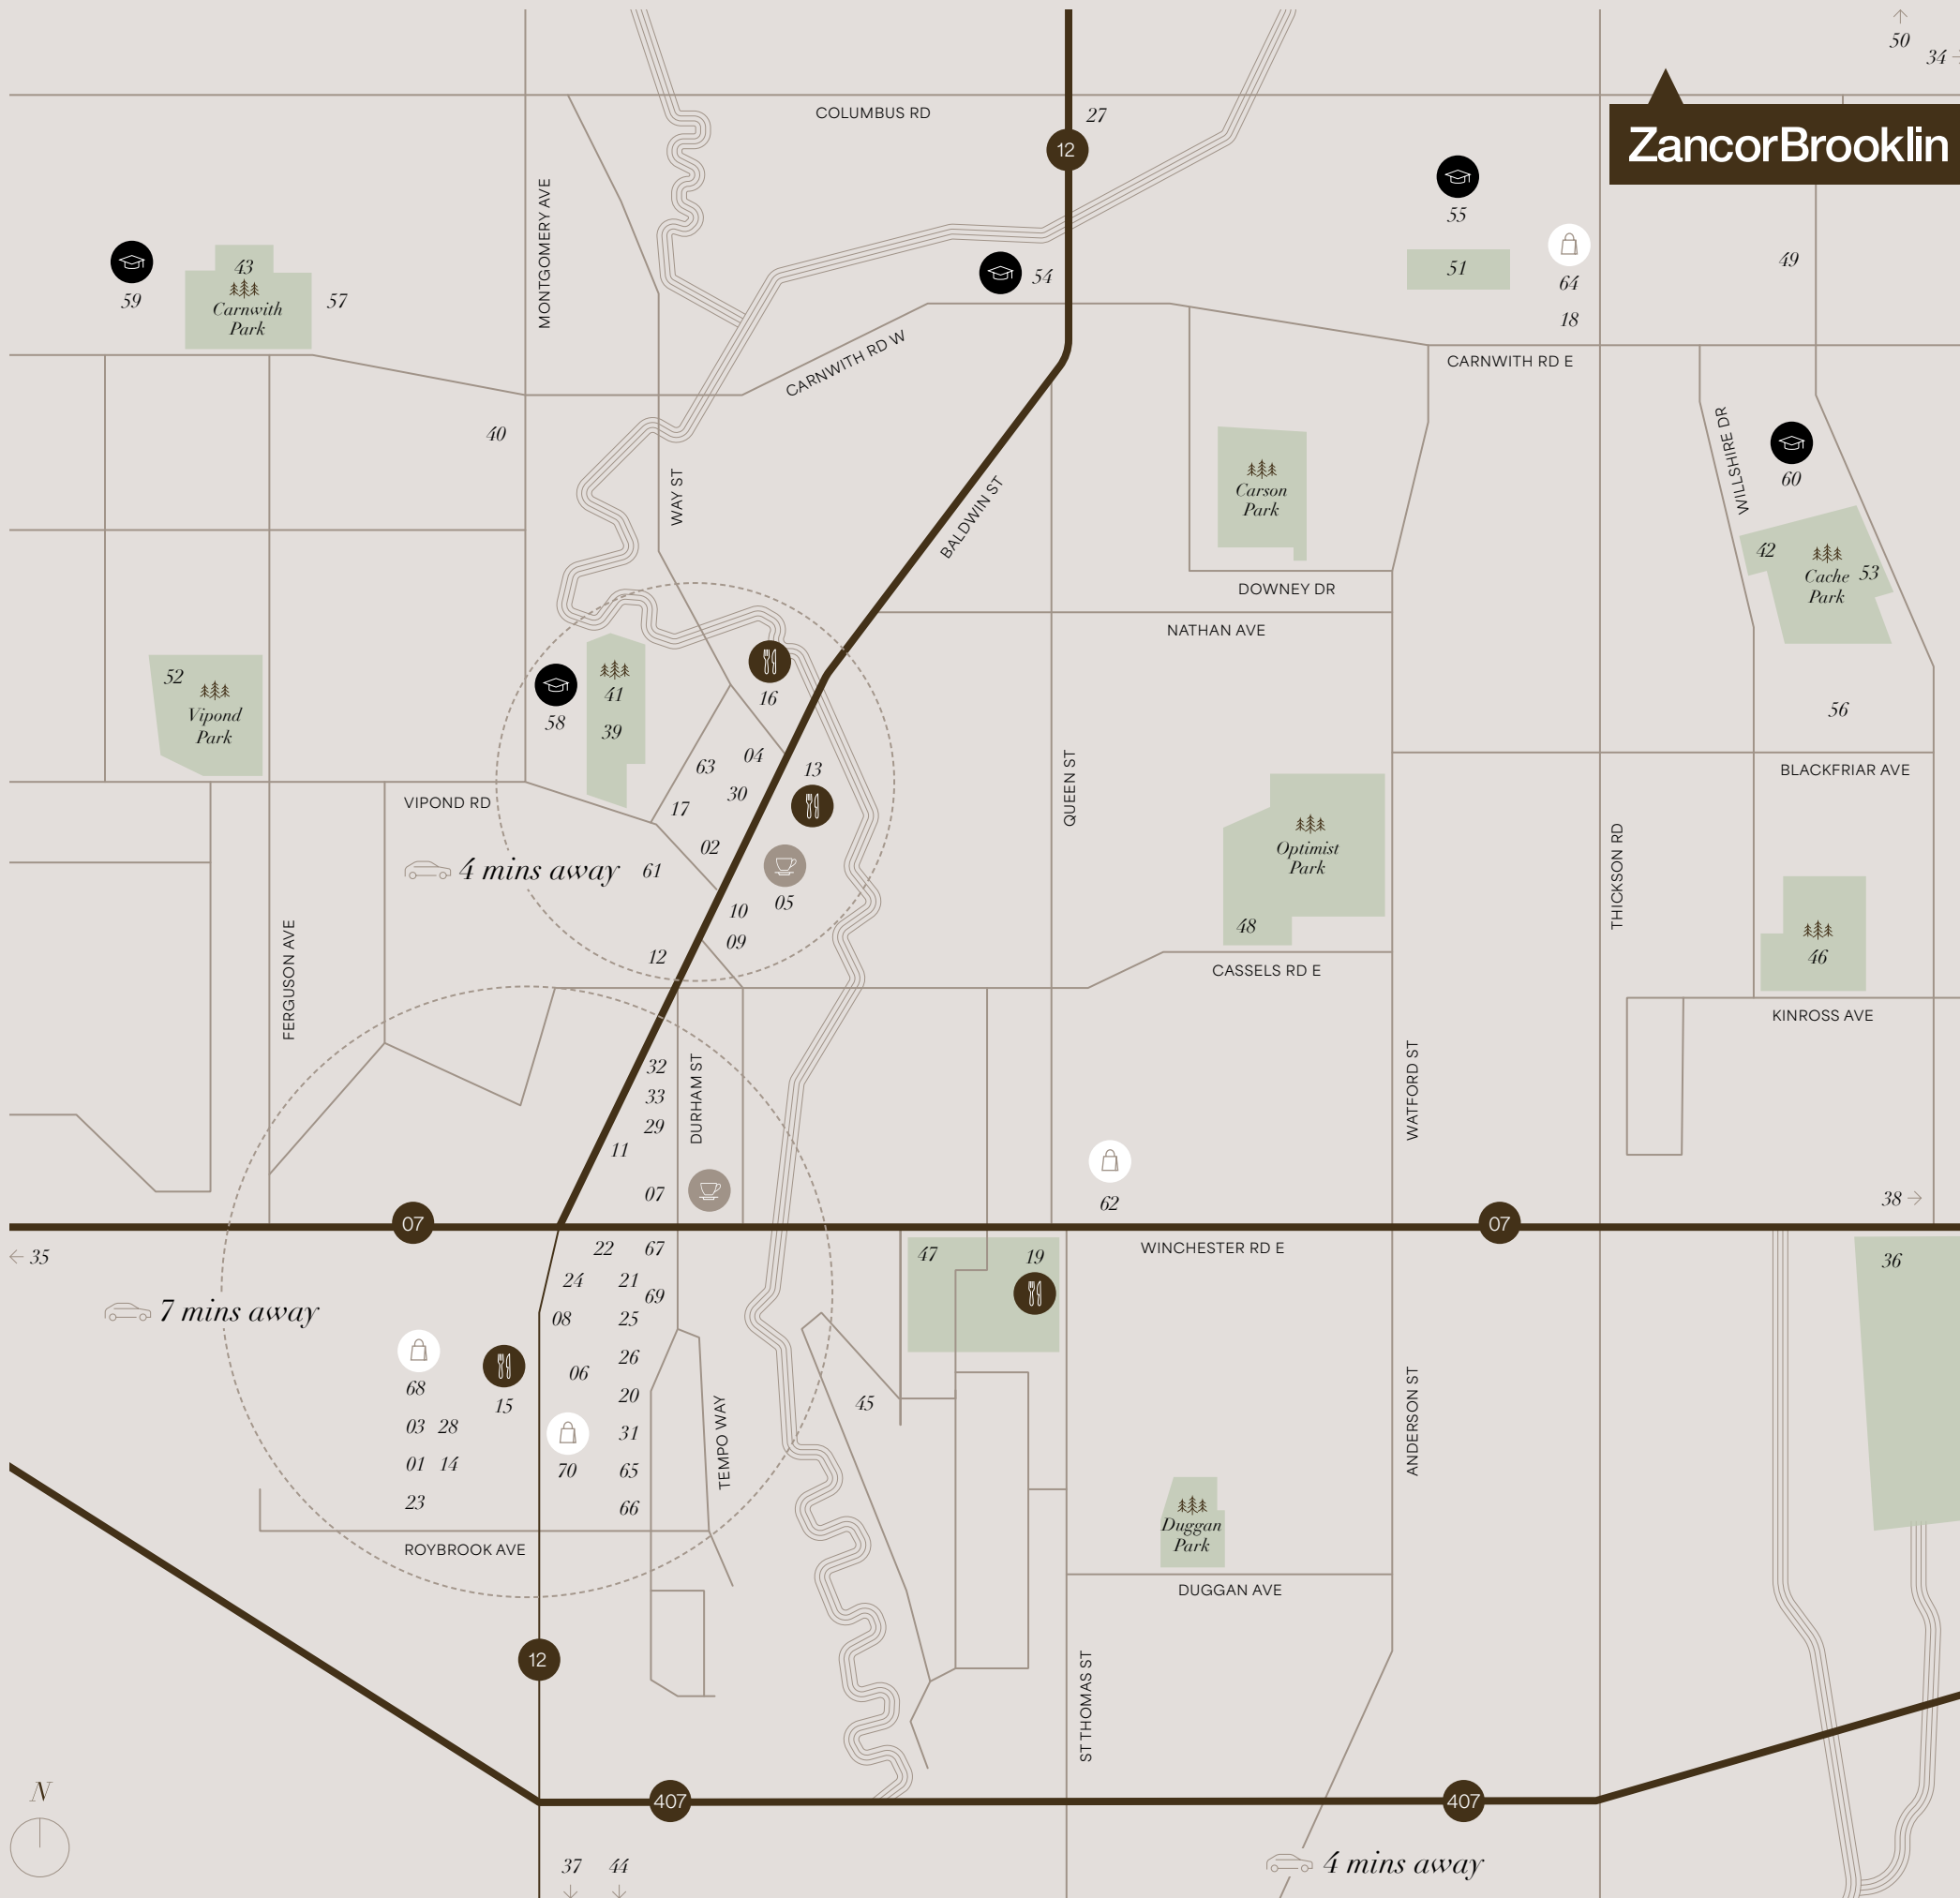 50
34
COLUMBUS RD
27
12
ZancorBrooklin
MONTGOMERY AVE
55
59
43
Carnwith
Park
57
54
51
64
18
49
CARNWITH RD W
CARNWITH RD E
40
WAY ST
BALDWIN ST
Carson
Park
WILLSHIRE DR
60
42
Cache
Park
53
DOWNEY DR
NATHAN AVE
52
Vipond
Park
58
41
39
16
56
63
04
13
30
17
QUEEN ST
BLACKFRIAR AVE
VIPOND RD
02
Optimist
Park
THICKSON RD
4 mins away
61
05
10
09
12
48
46
FERGUSON AVE
CASSELS RD E
KINROSS AVE
32
33
29
11
07
DURHAM ST
WATFORD ST
62
38
07
07
35
22
67
47
19
WINCHESTER RD E
36
24
21
69
7 mins away
08
25
26
68
15
06
20
45
03 28
31
01 14
70
65
23
66
TEMPO WAY
ANDERSON ST
ROYBROOK AVE
Duggan
Park
DUGGAN AVE
12
ST THOMAS ST
N
407
407
37
44
4 mins away